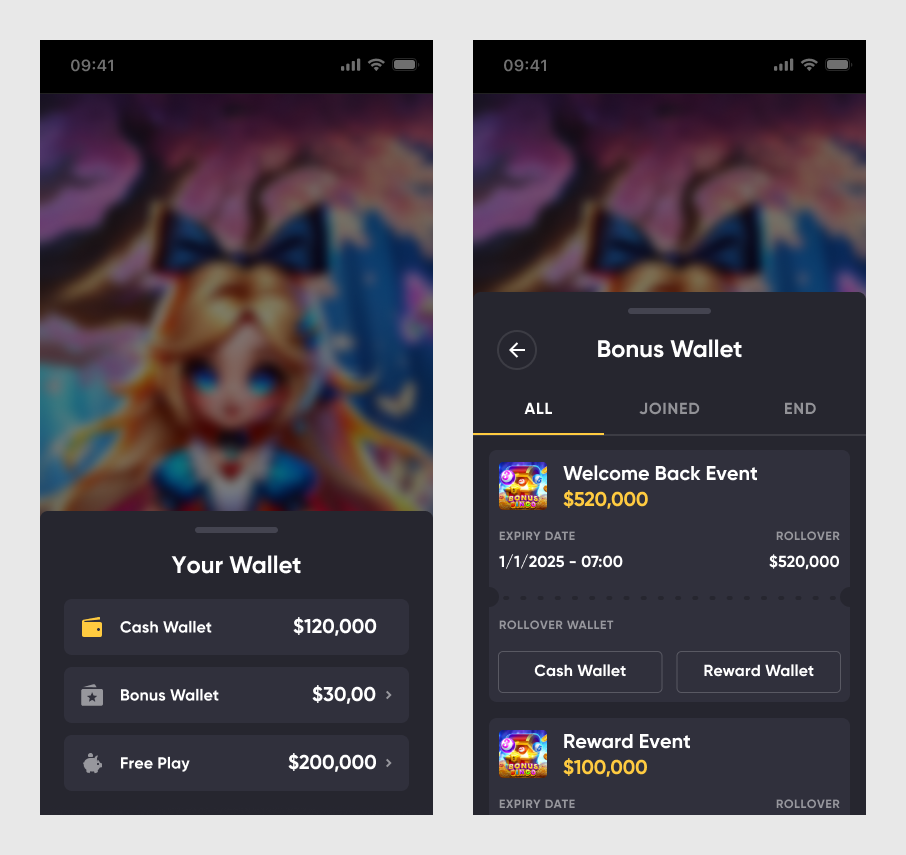 09:41
Your Wallet
Cash Wallet $120,000
Bonus Wallet $30,00
Free Play $200,000
09:41
Bonus Wallet
ALL JOINED END
Welcome Back Event
$520,000
EXPIRY DATE ROLLOVER
1/1/2025 - 07:00 $520,000
ROLLOVER WALLET
Cash Wallet Reward Wallet
BONUS
Reward Event
$100,000
BONUS
EXPIRY DATE ROLLOVER